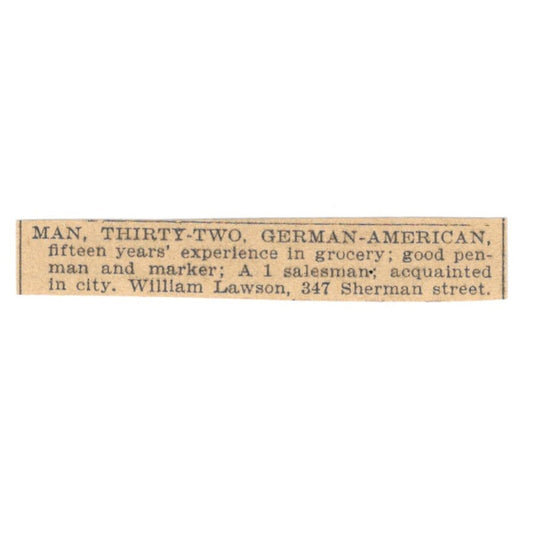 MAN, THIRTY-TWO, GERMAN-AMERICAN,
fifteen years' experience in grocery; good pen-
man and marker; A 1 salesman; acquainted
in city. William Lawson, 347 Sherman street.